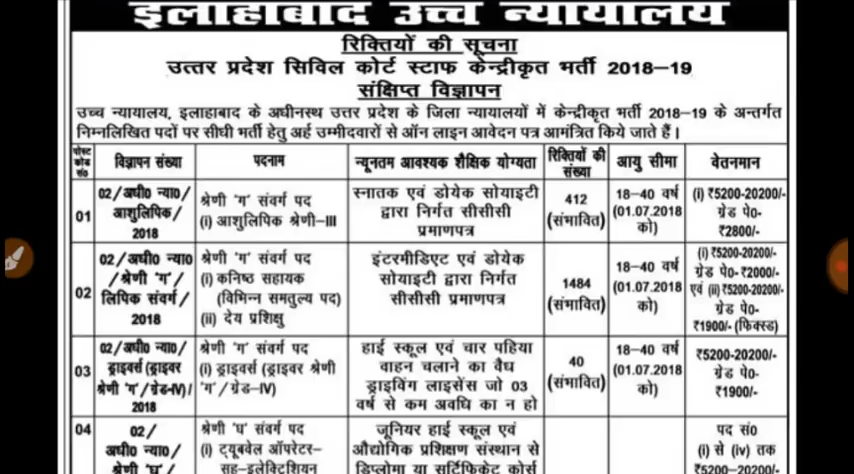 इलाहाबाद उच्च न्यायालय
रिक्तियों की सूचना
उत्तर प्रदेश सिविल कोर्ट स्टाफ केन्द्रीकृत भर्ती 2018–19
संक्षिप्त विज्ञापन
उच्च न्यायालय, इलाहाबाद के अधीनस्थ उत्तर प्रदेश के जिला न्यायालयों में केन्द्रीकृत भर्ती 2018-19 के अन्तर्गत
निम्नलिखित पदों पर सीधी भर्ती हेतु अर्ह उम्मीदवारों से ऑन लाइन आवेदन पत्र आमंत्रित किये जाते हैं।
पोस्ट
कोड
सं०
विज्ञापन संख्या
पदनाम
न्यूनतम आवश्यक शैक्षिक योग्यता
रिक्तियों की
संख्या
आयु सीमा
वेतनमान
01
02/अधी0 न्या0/
आशुलिपिक/
2018
श्रेणी 'ग' संवर्ग पद
(i) आशुलिपिक श्रेणी–III
स्नातक एवं डोयेक सोयाइटी
द्वारा निर्गत सीसीसी
प्रमाणपत्र
412
(संभावित)
18-40 वर्ष
(01.07.2018
को)
(i) ₹5200-20200/-
ग्रेड पे०-
₹2800/-
02
02/अधी0 न्या0
/श्रेणी 'ग'/
लिपिक संवर्ग/
2018
श्रेणी 'ग' संवर्ग पद
(i) कनिष्ठ सहायक
(विभिन्न समतुल्य पद)
(ii) देय प्रशिक्षु
इंटरमीडिएट एवं डोयेक
सोयाइटी द्वारा निर्गत
सीसीसी प्रमाणपत्र
1484
(संभावित)
18-40 वर्ष
(01.07.2018
को)
(i) ₹5200-20200/-
ग्रेड पे०- ₹2000/-
एवं (ii) ₹5200-20200/-
ग्रेड पे०-
₹1900/- (फिक्स्ड)
03
02/अधी0 न्या0/
ड्राइवर्स (ड्राइवर
श्रेणी 'ग'/ग्रेड-IV)/
2018
श्रेणी 'ग' संवर्ग पद
(i) ड्राइवर्स (ड्राइवर श्रेणी
'ग'/ग्रेड–IV)
हाई स्कूल एवं चार पहिया
वाहन चलाने का वैध
ड्राइविंग लाइसेंस जो 03
वर्ष से कम अवधि का न हो
40
(संभावित)
18-40 वर्ष
(01.07.2018
को)
₹5200-20200/-
ग्रेड पे०-
₹1900/-
04
02/
अधी0 न्या0/
श्रेणी 'घ'/
श्रेणी 'घ' संवर्ग पद
(i) ट्यूबवेल ऑपरेटर-
सह-इलेक्ट्रिशियन
जूनियर हाई स्कूल एवं
औद्योगिक प्रशिक्षण संस्थान से
डिप्लोमा या सर्टिफिकेट कोर्स
पद सं0
(i) से (iv) तक
₹5200-20200/-